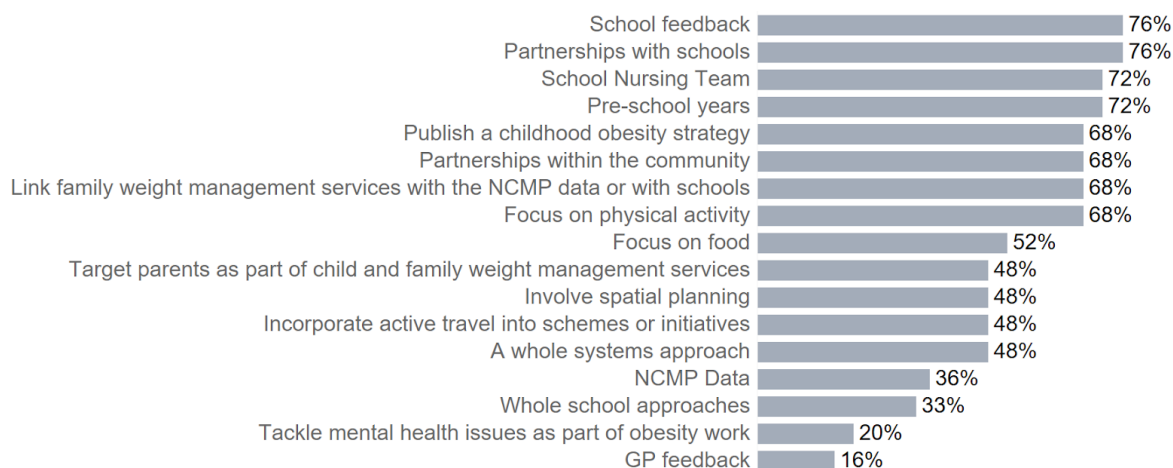 School feedback 76%
Partnerships with schools 76%
School Nursing Team 72%
Pre-school years 72%
Publish a childhood obesity strategy 68%
Partnerships within the community 68%
Link family weight management services with the NCMP data or with schools 68%
Focus on physical activity 68%
Focus on food 52%
Target parents as part of child and family weight management services 48%
Involve spatial planning 48%
Incorporate active travel into schemes or initiatives 48%
A whole systems approach 48%
NCMP Data 36%
Whole school approaches 33%
Tackle mental health issues as part of obesity work 20%
GP feedback 16%